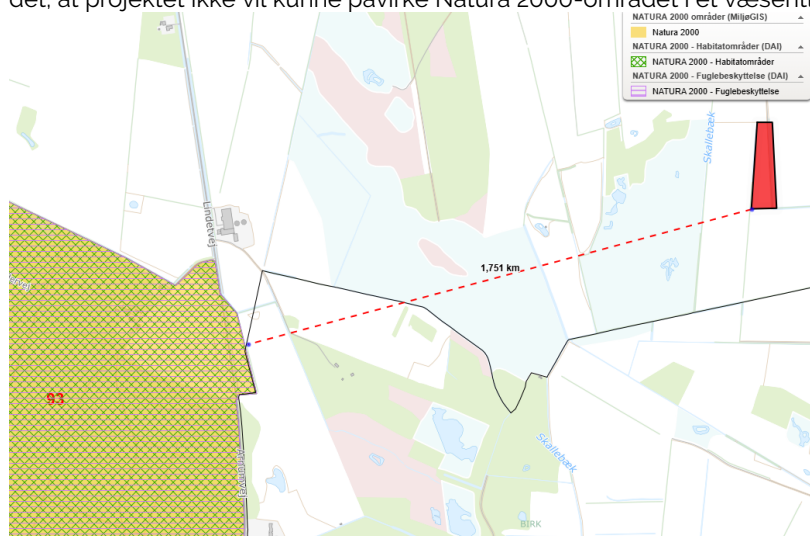 det, at projektet ikke vil kunne påvirke Natura 2000-området i et væsentl
NATURA 2000 områder (MiljøGIS)
Natura 2000
NATURA 2000 - Habitatområder (DAI)
NATURA 2000 - Habitatområder
NATURA 2000 - Fuglebeskyttelse (DAI)
NATURA 2000 - Fuglebeskyttelse
Skallebæk
Lindetvej
1,751 km
93
Arrumvej
Skallebæk
BIRK